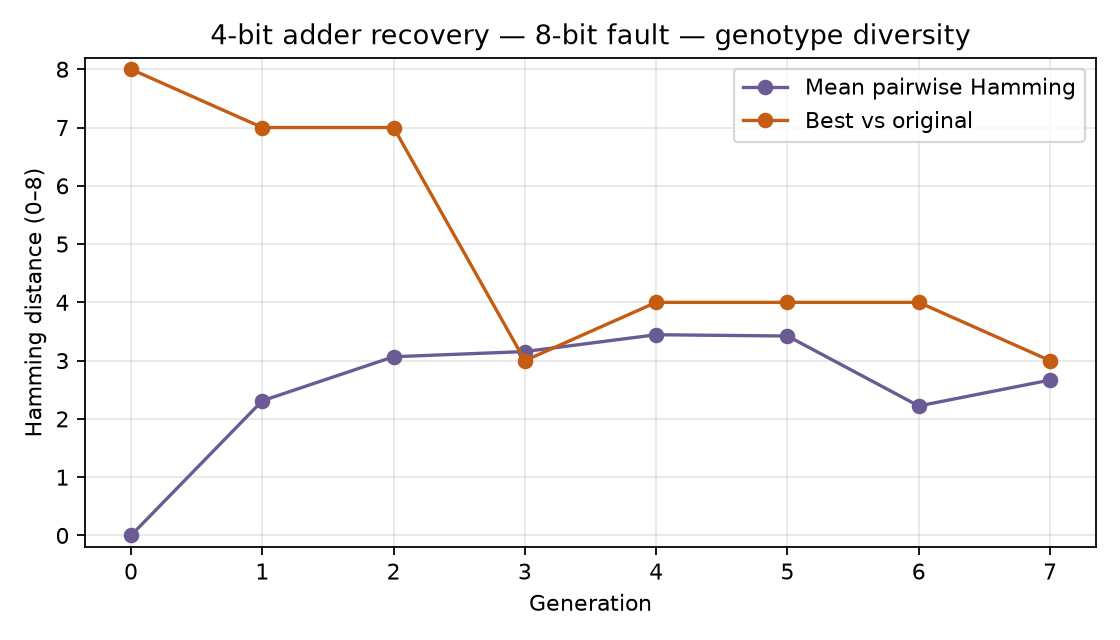 4-bit adder recovery — 8-bit fault — genotype diversity
Mean pairwise Hamming
Best vs original
Hamming distance (0–8)
8
7
6
5
4
3
2
1
0
0 1 2 3 4 5 6 7
Generation